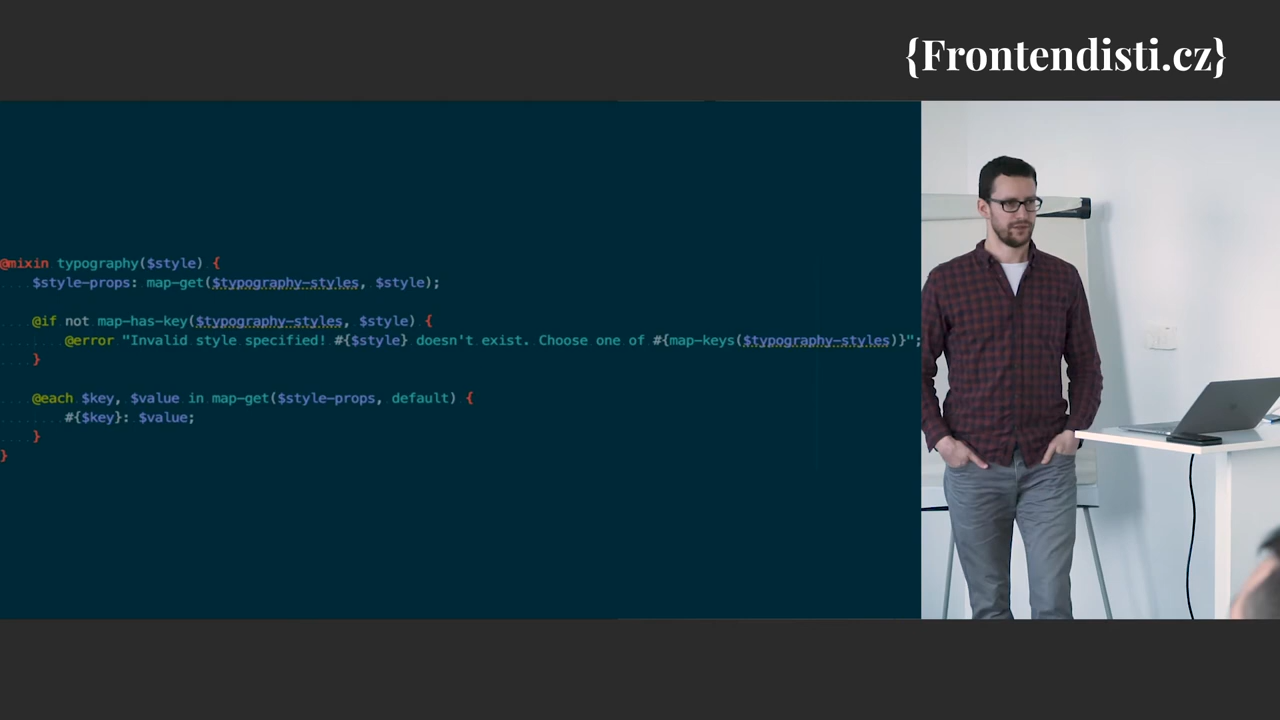 {Frontendisti.cz}
@mixin typography($style) {
$style-props: map-get($typography-styles, $style);
@if not map-has-key($typography-styles, $style) {
@error "Invalid style specified! #{$style} doesn't exist. Choose one of #{map-keys($typography-styles)}";
}
@each $key, $value in map-get($style-props, default) {
#{$key}: $value;
}
}